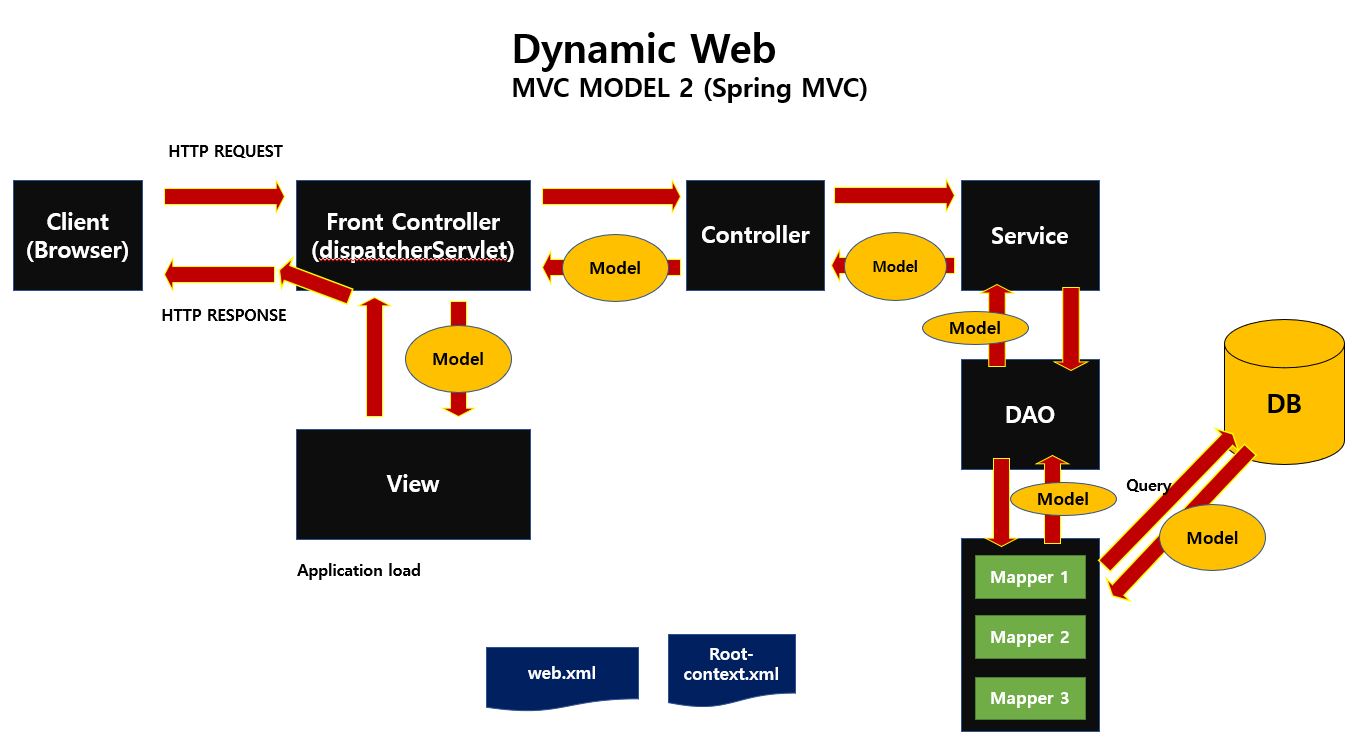 Dynamic Web
MVC MODEL 2 (Spring MVC)
HTTP REQUEST
Client
(Browser)
Front Controller
(dispatcherServlet)
Controller
Service
Model
Model
HTTP RESPONSE
Model
Model
DAO
DB
View
Query
Model
Model
Application load
Mapper 1
Mapper 2
Mapper 3
web.xml
Root-
context.xml